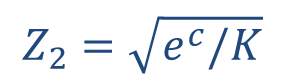 Z₂ = √(eᶜ/K)